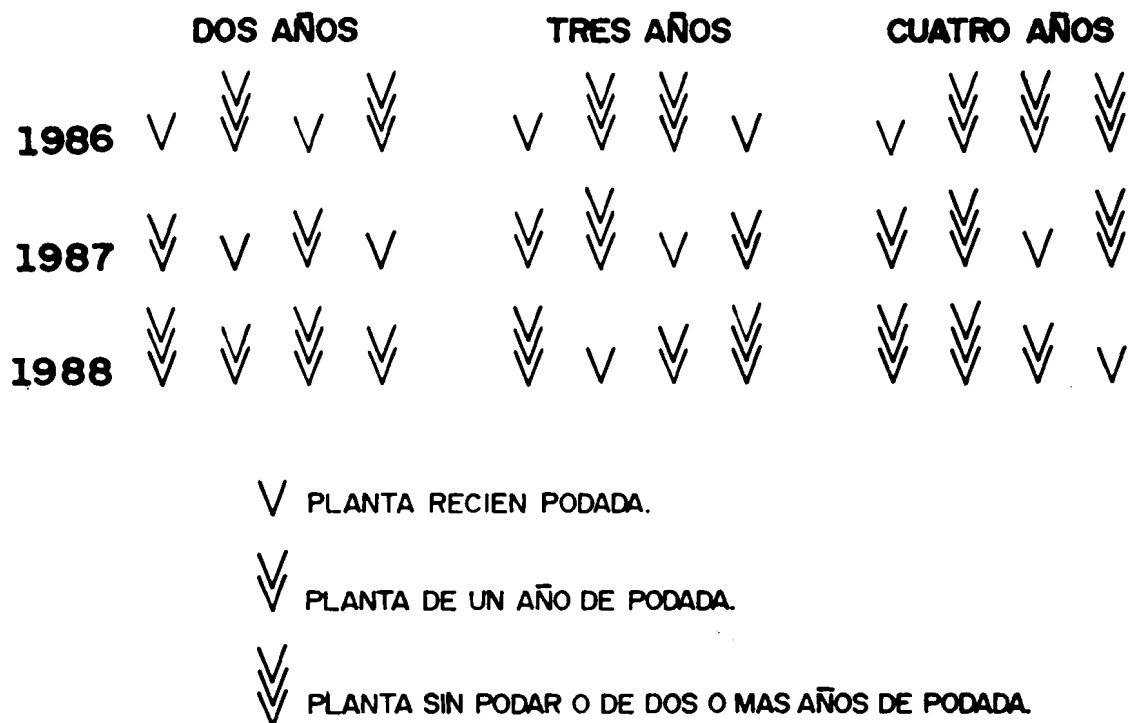 DOS AÑOS TRES AÑOS CUATRO AÑOS
1986
1987
1988
PLANTA RECIEN PODADA.
PLANTA DE UN AÑO DE PODADA.
PLANTA SIN PODAR O DE DOS O MAS AÑOS DE PODADA.